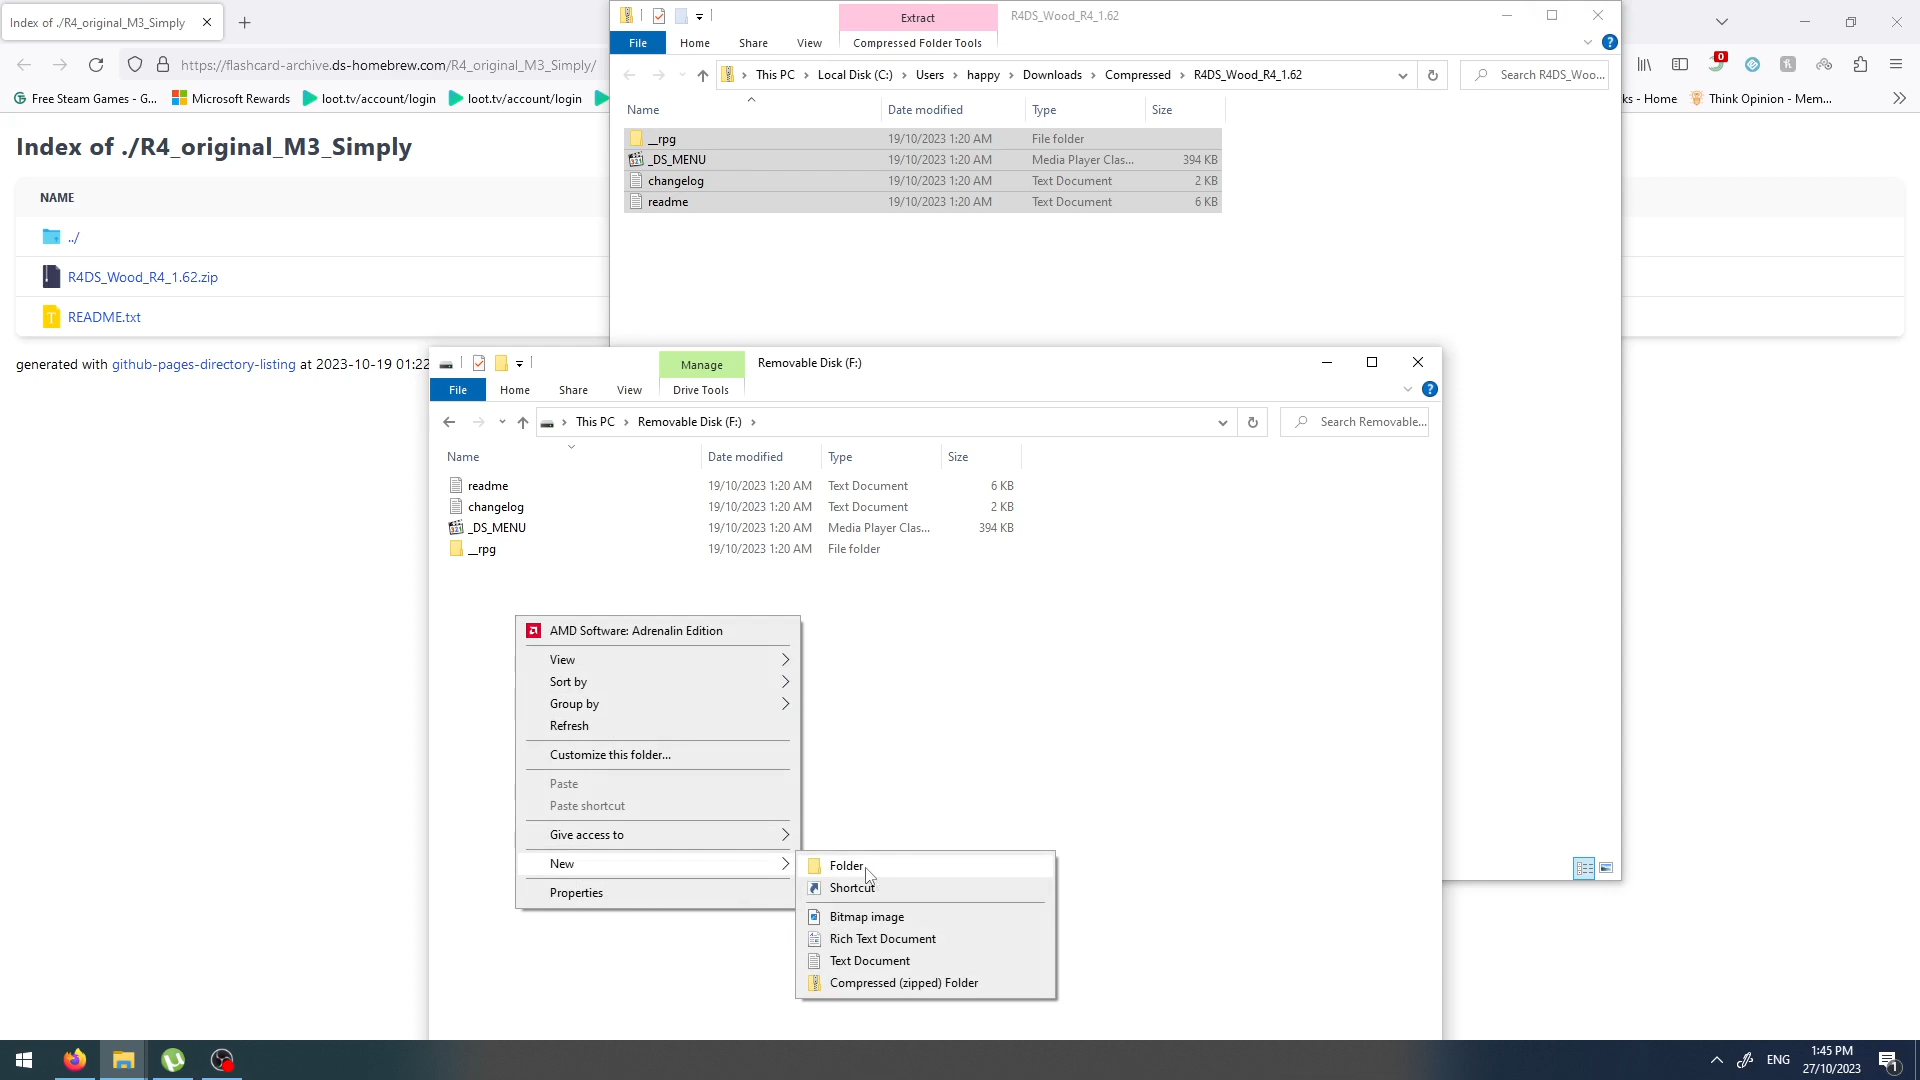 Index of ./R4_original_M3_Simply
https://flashcard-archive.ds-homebrew.com/R4_original_M3_Simply/
Free Steam Games - G...
Microsoft Rewards
loot.tv/account/login
loot.tv/account/login
ks - Home
Think Opinion - Mem...
0
Index of ./R4_original_M3_Simply
NAME
../
R4DS_Wood_R4_1.62.zip
README.txt
generated with github-pages-directory-listing at 2023-10-19 01:22
Extract
R4DS_Wood_R4_1.62
File
Home
Share
View
Compressed Folder Tools
This PC
Local Disk (C:)
Users
happy
Downloads
Compressed
R4DS_Wood_R4_1.62
Search R4DS_Woo...
Name
Date modified
Type
Size
__rpg 19/10/2023 1:20 AM File folder
_DS_MENU 19/10/2023 1:20 AM Media Player Clas... 394 KB
changelog 19/10/2023 1:20 AM Text Document 2 KB
readme 19/10/2023 1:20 AM Text Document 6 KB
Manage
Removable Disk (F:)
File
Home
Share
View
Drive Tools
This PC
Removable Disk (F:)
Search Removable...
Name
Date modified
Type
Size
readme 19/10/2023 1:20 AM Text Document 6 KB
changelog 19/10/2023 1:20 AM Text Document 2 KB
_DS_MENU 19/10/2023 1:20 AM Media Player Clas... 394 KB
__rpg 19/10/2023 1:20 AM File folder
AMD Software: Adrenalin Edition
View
Sort by
Group by
Refresh
Customize this folder...
Paste
Paste shortcut
Give access to
New
Properties
Folder
Shortcut
Bitmap image
Rich Text Document
Text Document
Compressed (zipped) Folder
ENG
1:45 PM
27/10/2023
1